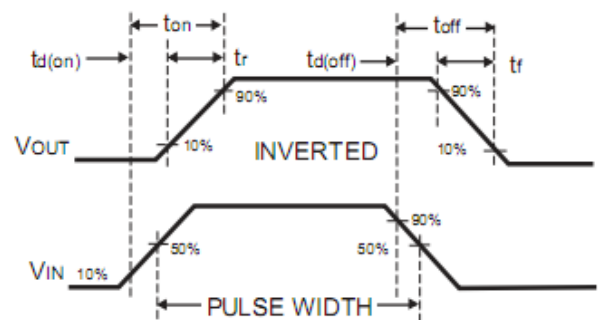 ton
toff
td(on)
tr
td(off)
tf
90%
90%
VOUT
10%
INVERTED
10%
90%
50%
50%
VIN 10%
PULSE WIDTH